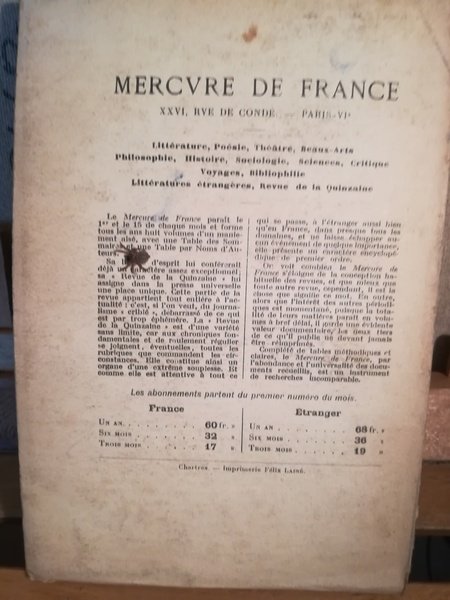 MERCVRE DE FRANCE
XXVI, RVE DE CONDÉ — PARIS-VIe
Littérature, Poésie, Théâtre, Beaux-Arts
Philosophie, Histoire, Sociologie, Sciences, Critique
Voyages, Bibliophilie
Littératures étrangères, Revue de la Quinzaine
Le Mercure de France paraît le
1er et le 15 de chaque mois et forme
tous les ans huit volumes d'un manie-
ment aisé, avec une Table des Som-
maires et une Table par Noms d'Au-
teurs.
Sa d'esprit lui conférait
déjà un caractère assez exceptionnel;
sa « Revue de la Quinzaine » lui
assigne dans la presse universelle
une place unique. Cette partie de la
revue appartient tout entière à l'ac-
tualité : c'est, si l'on veut, du journa-
lisme « criblé », débarrassé de ce qui
est par trop éphémère. La « Revue
de la Quinzaine » est d'une variété
sans limite, car aux chroniques fon-
damentales et de roulement régulier
se joignent, éventuelles, toutes les
rubriques que commandent les cir-
constances. Elle constitue ainsi un
organe d'une extrême souplesse. Et
comme elle est attentive à tout ce
qui se passe, à l'étranger aussi bien
qu'en France, dans presque tous les
domaines, et ne laisse échapper au-
cun événement de quelque importance,
elle présente un caractère encyclopé-
dique de premier ordre.
On voit combien le Mercure de
France s'éloigne de la conception ha-
bituelle des revues, et que mieux que
toute autre revue, cependant, il est la
chose que signifie ce mot. En outre,
alors que l'intérêt des autres périodi-
ques est momentané, puisque la tota-
lité de leurs matières paraît en volu-
mes à bref délai, il garde une évidente
valeur documentaire, les deux tiers
de ce qu'il publie ne devant jamais
être réimprimés.
Complété de tables méthodiques et
claires, le Mercure de France, par
l'abondance et l'universalité des documents
recueillis, est un instrument
de recherches incomparable.
Les abonnements partent du premier numéro du mois.
France
UN AN. 60 fr. »
SIX MOIS 32 »
TROIS MOIS 17 »
Étranger
UN AN. 68 fr. »
SIX MOIS 36 »
TROIS MOIS 19 »
Chartres — Imprimerie Félix LAINÉ.